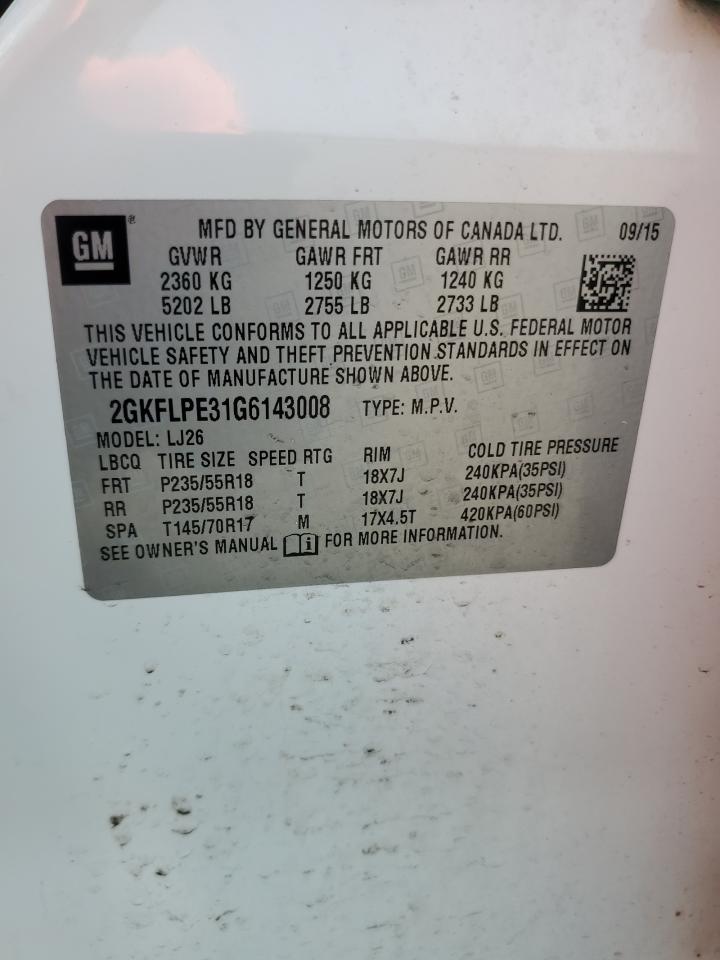 GM ®
MFD BY GENERAL MOTORS OF CANADA LTD. 09/15
GVWR GAWR FRT GAWR RR
2360 KG 1250 KG 1240 KG
5202 LB 2755 LB 2733 LB
THIS VEHICLE CONFORMS TO ALL APPLICABLE U.S. FEDERAL MOTOR
VEHICLE SAFETY AND THEFT PREVENTION STANDARDS IN EFFECT ON
THE DATE OF MANUFACTURE SHOWN ABOVE.
2GKFLPE31G6143008 TYPE: M.P.V.
MODEL: LJ26
LBCQ TIRE SIZE SPEED RTG RIM COLD TIRE PRESSURE
FRT P235/55R18 T 18X7J 240KPA(35PSI)
RR P235/55R18 T 18X7J 240KPA(35PSI)
SPA T145/70R17 M 17X4.5T 420KPA(60PSI)
SEE OWNER'S MANUAL i FOR MORE INFORMATION.